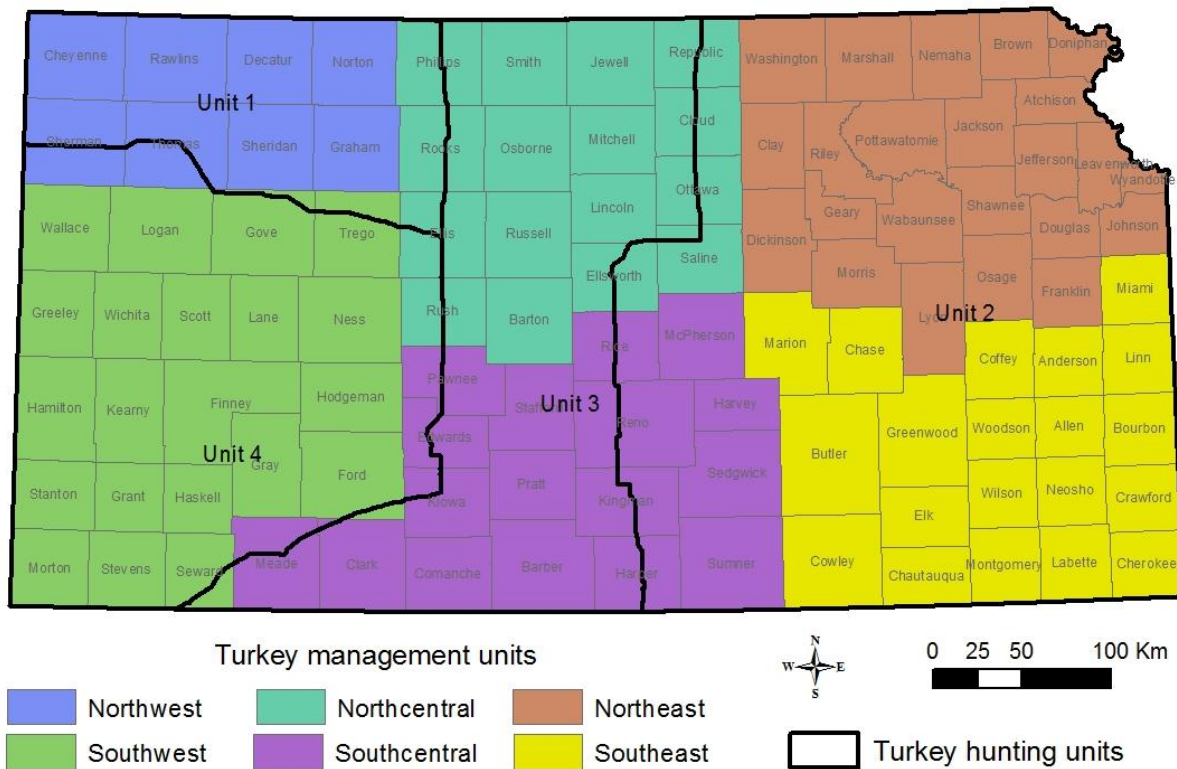 Cheyenne Rawlins Decatur Norton Phillips Smith Jewell Republic Washington Marshall Nemaha Brown Doniphan
Unit 1
Atchison
Cloud
Sherman Thomas Sheridan Graham Rocks Osborne Mitchell Clay Riley Pottawatomie Jackson Jefferson Leavenworth
Wyandotte
Ottawa
Lincoln Geary Wabaunsee Shawnee
Wallace Logan Gove Trego Ellis Russell Dickinson Douglas Johnson
Ellsworth Saline Morris Osage Franklin Miami
Greeley Wichita Scott Lane Ness Rush Barton Lyon Unit 2
Rice McPherson Marion Chase Coffey Anderson Linn
Pawnee
Hamilton Kearny Finney Hodgeman Stafford Unit 3 Reno Harvey
Edwards Greenwood Woodson Allen Bourbon
Unit 4 Gray Ford Butler
Sedgwick
Stanton Grant Haskell Kiowa Pratt Kingman Wilson Neosho Crawford
Elk
Morton Stevens Seward Meade Clark Comanche Barber Harper Sumner Cowley Chautauqua Montgomery Labette Cherokee
Turkey management units
N
W E
S
0 25 50 100 Km
Northwest Northcentral Northeast
Southwest Southcentral Southeast
Turkey hunting units